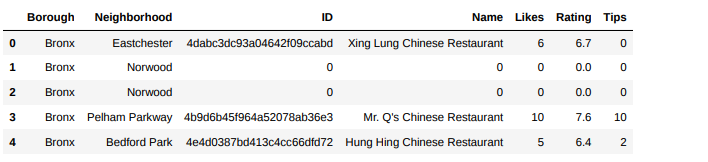 Borough Neighborhood ID Name Likes Rating Tips
0 Bronx Eastchester 4dabc3dc93a04642f09ccabd Xing Lung Chinese Restaurant 6 6.7 0
1 Bronx Norwood 0 0 0 0.0 0
2 Bronx Norwood 0 0 0 0.0 0
3 Bronx Pelham Parkway 4b9d6b45f964a52078ab36e3 Mr. Q's Chinese Restaurant 10 7.6 10
4 Bronx Bedford Park 4e4d0387bd413c4cc66dfd72 Hung Hing Chinese Restaurant 5 6.4 2